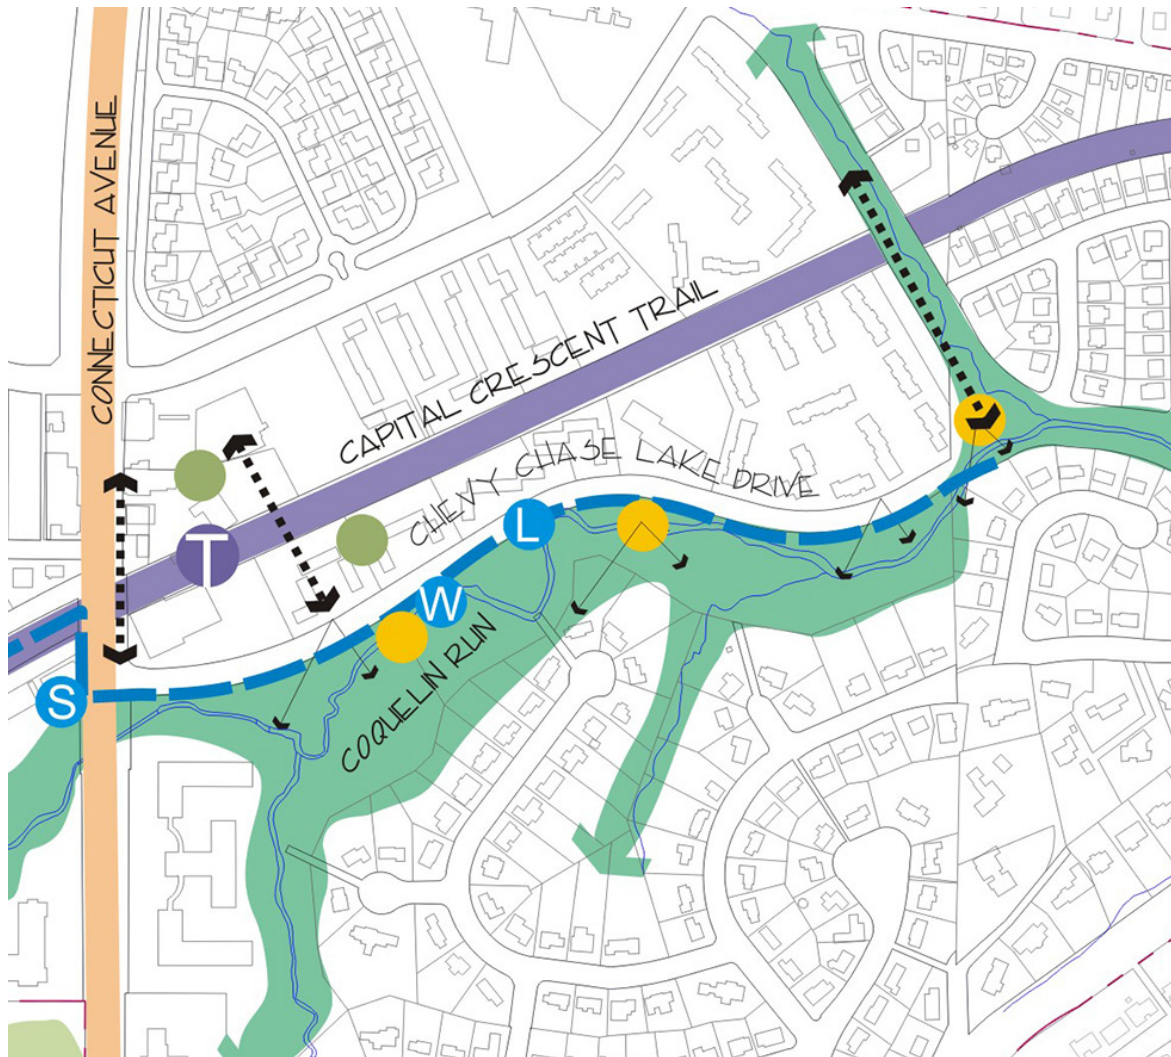 CONNECTICUT AVENUE
CAPITAL CRESCENT TRAIL
CHEVY CHASE LAKE DRIVE
T
L
W
COQUELIN RUN
S